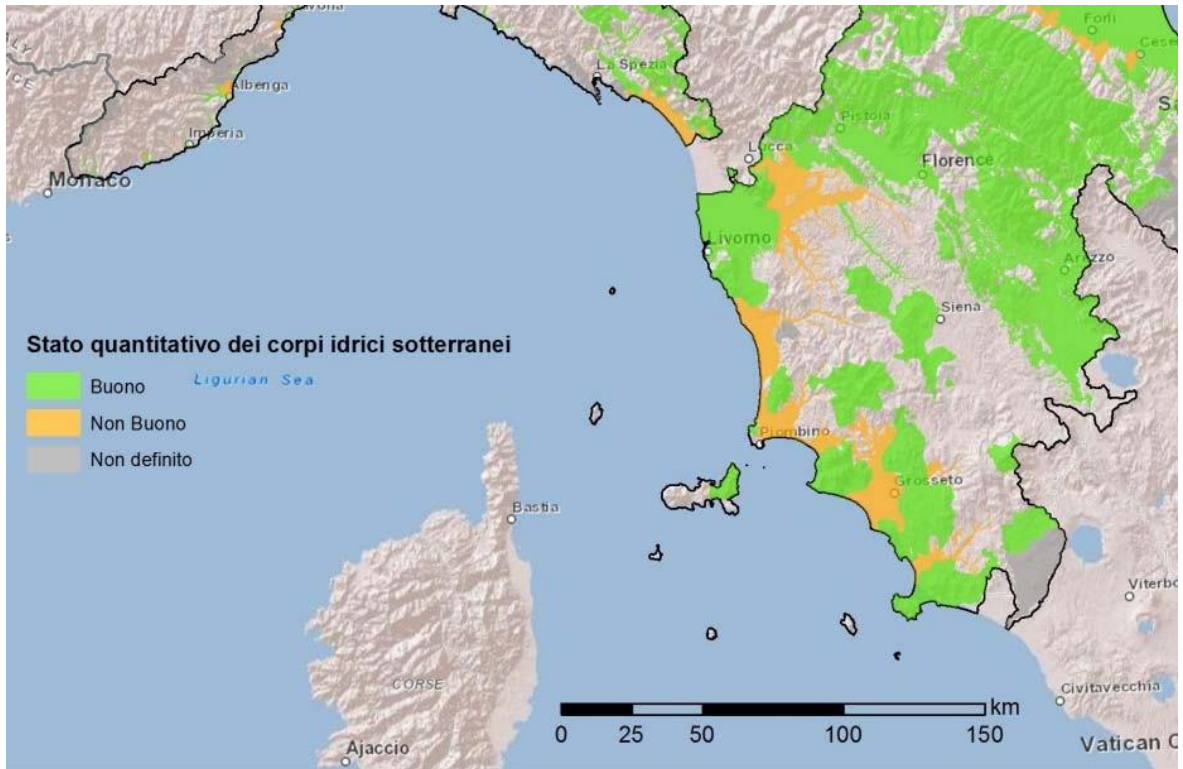 Forlì
Cese
La Spezia
Albenga
Pistoia
Imperia
Lucca
Florence
Monaco
Livorno
Arezzo
Siena
Stato quantitativo dei corpi idrici sotterranei
Buono
Ligurian Sea
Non Buono
Non definito
Piombino
Grosseto
Bastia
Viterbo
CORSE
Civitavecchia
km
0 25 50 100 150
Ajaccio
Vatican C